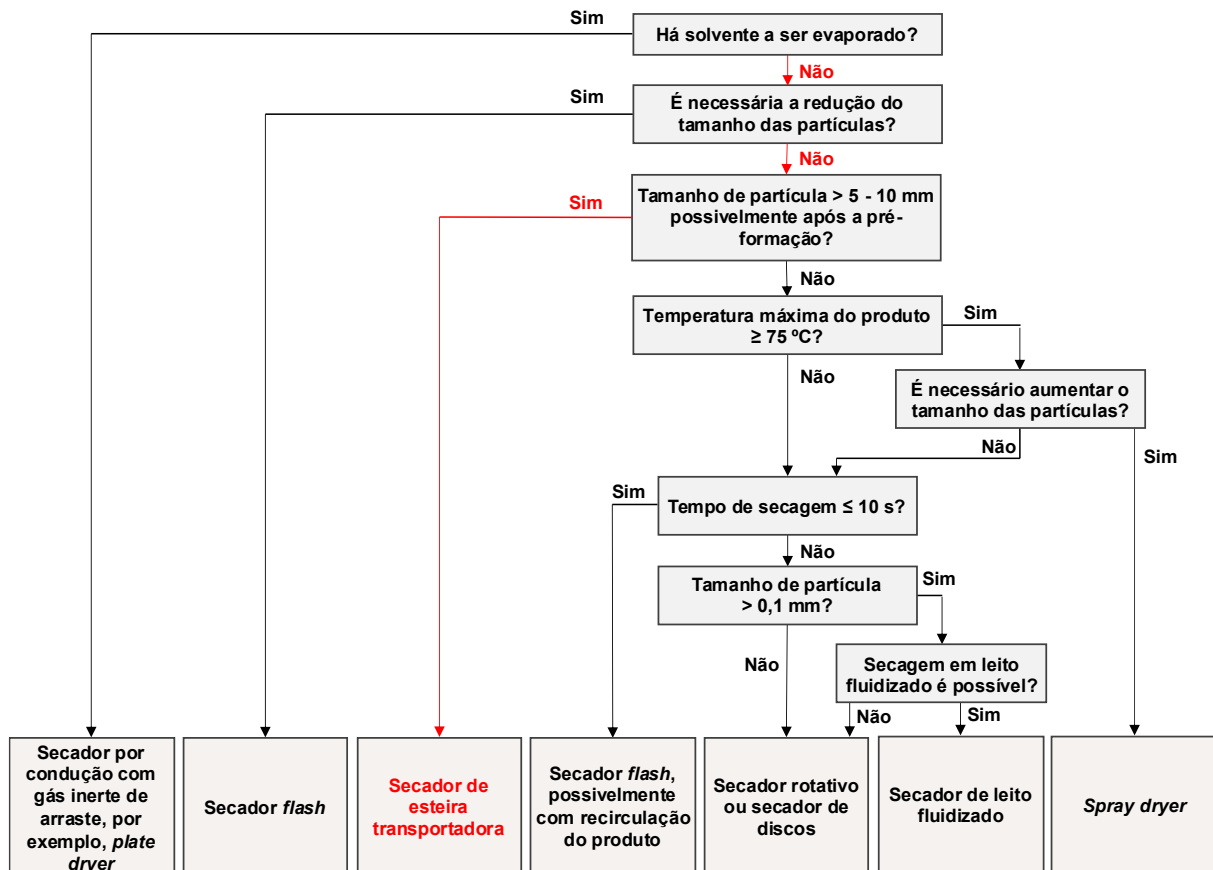 Sim
Há solvente a ser evaporado?
Não
Sim
É necessária a redução do
tamanho das partículas?
Não
Sim
Tamanho de partícula > 5 - 10 mm
possivelmente após a pré-
formação?
Não
Temperatura máxima do produto
≥ 75 ºC?
Sim
Não
É necessário aumentar o
tamanho das partículas?
Não
Sim
Sim
Tempo de secagem ≤ 10 s?
Não
Tamanho de partícula
> 0,1 mm?
Sim
Não
Secagem em leito
fluidizado é possível?
Não
Sim
Secador por
condução com
gás inerte de
arraste, por
exemplo, plate
dryer
Secador flash
Secador de
esteira
transportadora
Secador flash,
possivelmente
com recirculação
do produto
Secador rotativo
ou secador de
discos
Secador de leito
fluidizado
Spray dryer